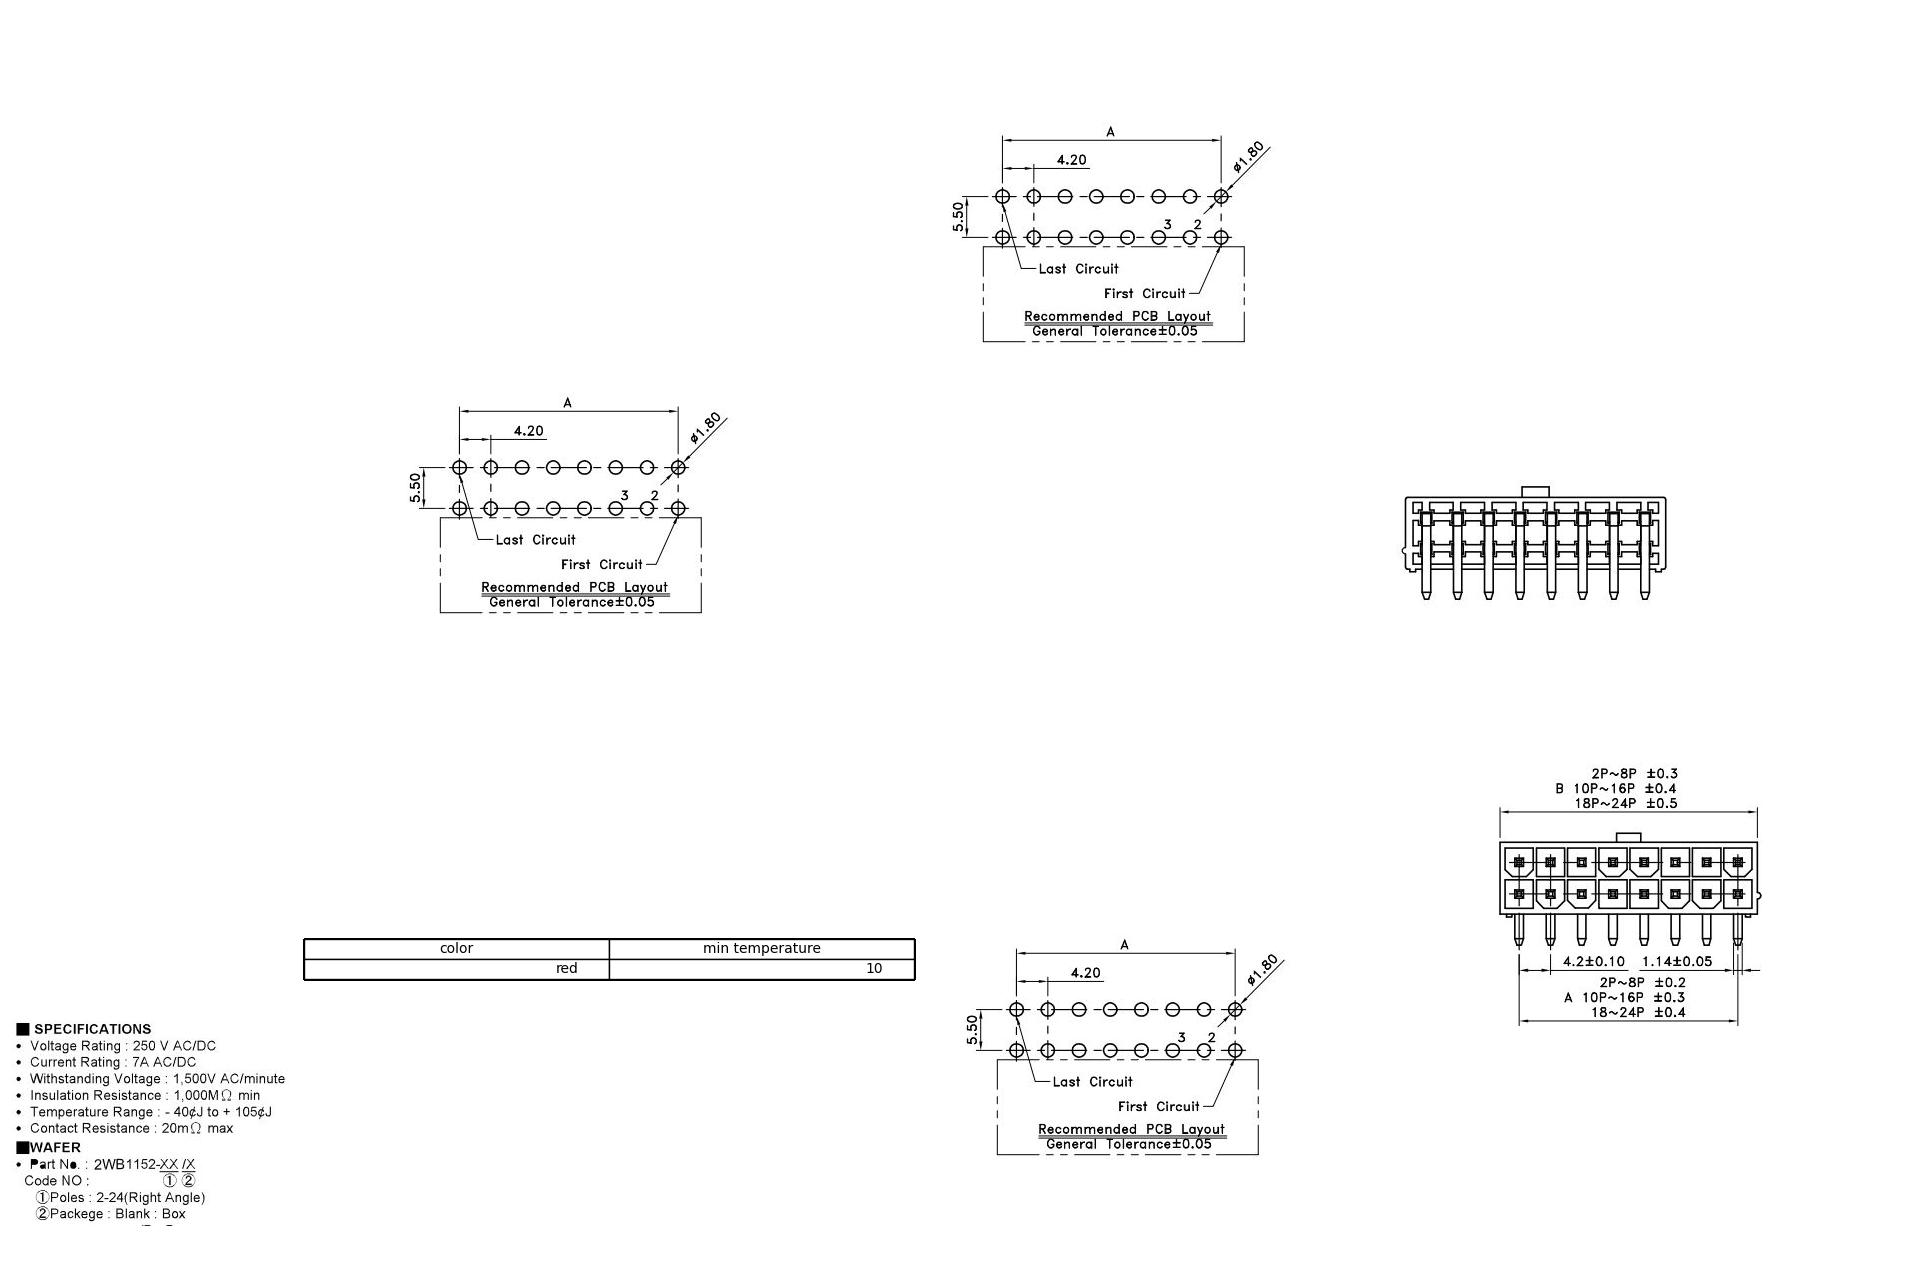 A
4.20
ø1.80
5.50
3 2
Last Circuit
First Circuit
Recommended PCB Layout
General Tolerance±0.05
A
4.20
ø1.80
5.50
3 2
Last Circuit
First Circuit
Recommended PCB Layout
General Tolerance±0.05
2P~8P ±0.3
B 10P~16P ±0.4
18P~24P ±0.5
4.2±0.10 1.14±0.05
2P~8P ±0.2
A 10P~16P ±0.3
18~24P ±0.4
color min temperature
red 10
A
4.20
ø1.80
5.50
3 2
Last Circuit
First Circuit
Recommended PCB Layout
General Tolerance±0.05
■ SPECIFICATIONS
• Voltage Rating : 250 V AC/DC
• Current Rating : 7A AC/DC
• Withstanding Voltage : 1,500V AC/minute
• Insulation Resistance : 1,000MΩ min
• Temperature Range : - 40¢J to + 105¢J
• Contact Resistance : 20mΩ max
■WAFER
• Part No. : 2WB1152-XX /X
Code NO : ① ②
①Poles : 2-24(Right Angle)
②Packege : Blank : Box